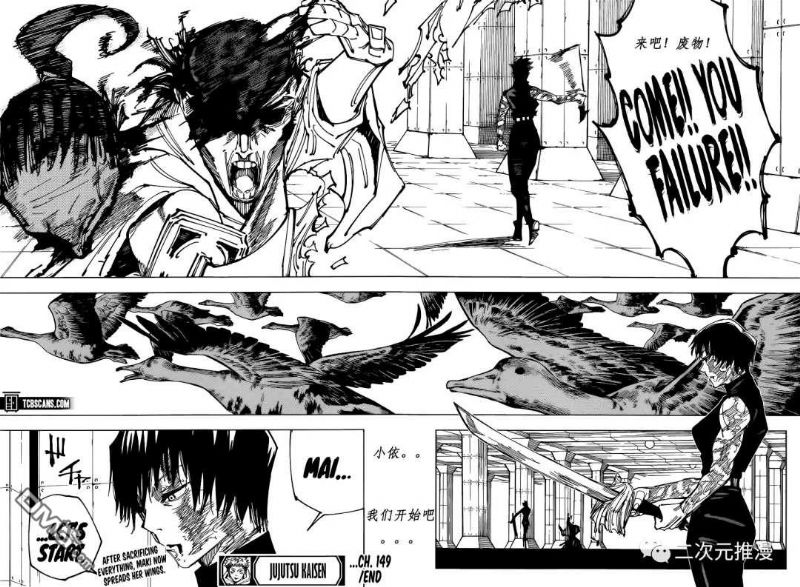 来吧！废物！
COME!! YOU
FAILURE!!
TCBSCANS.COM
MAI...
小依。。
我们开始吧
。。。。
...LET'S
START.
AFTER SACRIFICING
EVERYTHING, MAKI NOW
SPREADS HER WINGS.
JUJUTSU KAISEN
...CH. 149
/END
二次元推漫